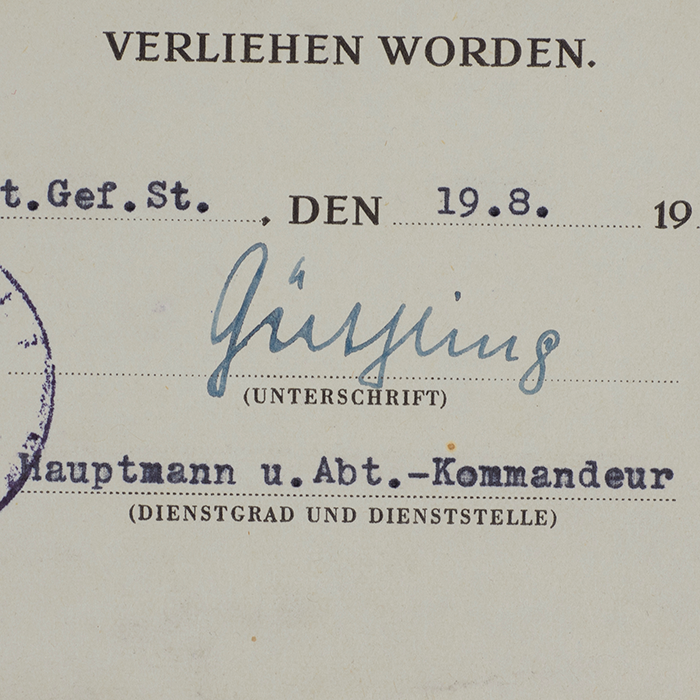 VERLIEHEN WORDEN.
t.Gef.St. , DEN 19.8. 19
(UNTERSCHRIFT)
Hauptmann u. Abt.-Kommandeur
(DIENSTGRAD UND DIENSTSTELLE)